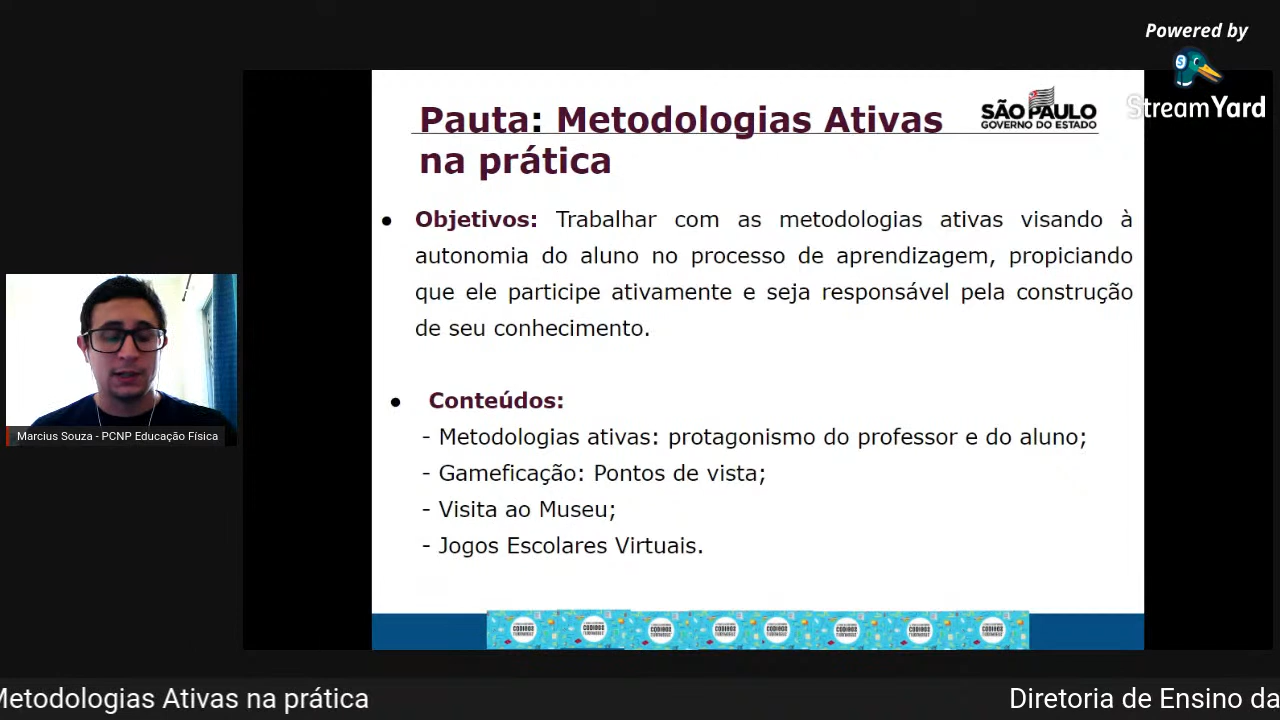 Powered by
StreamYard
SÃO PAULO
GOVERNO DO ESTADO
Pauta: Metodologias Ativas
na prática
● Objetivos: Trabalhar com as metodologias ativas visando à
autonomia do aluno no processo de aprendizagem, propiciando
que ele participe ativamente e seja responsável pela construção
de seu conhecimento.
● Conteúdos:
- Metodologias ativas: protagonismo do professor e do aluno;
- Gameficação: Pontos de vista;
- Visita ao Museu;
- Jogos Escolares Virtuais.
Marcius Souza - PCNP Educação Física
Metodologias Ativas na prática
Diretoria de Ensino da